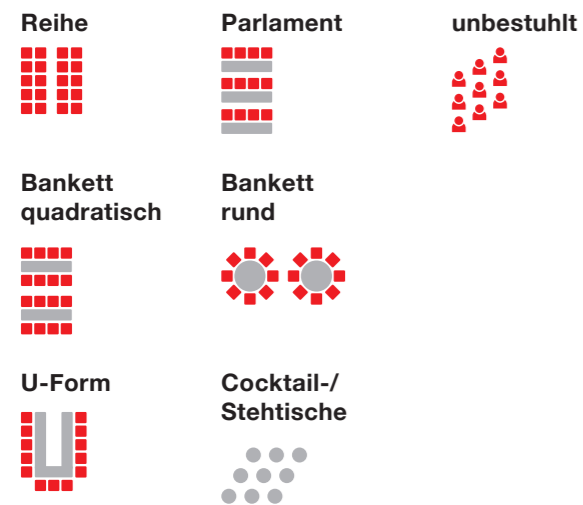 Reihe
Parlament
unbestuhlt
Bankett
quadratisch
Bankett
rund
U-Form
Cocktail-/
Stehtische